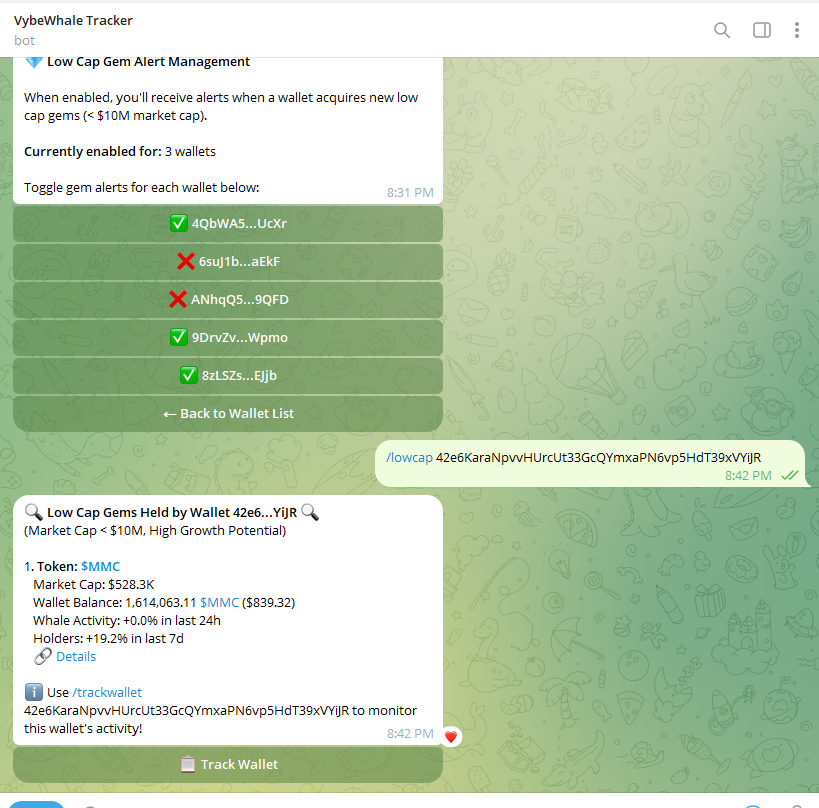 VybeWhale Tracker
bot
💎 Low Cap Gem Alert Management
When enabled, you'll receive alerts when a wallet acquires new low
cap gems (< $10M market cap).
Currently enabled for: 3 wallets
Toggle gem alerts for each wallet below:
8:31 PM
✅ 4QbWA5...UcXr
❌ 6suJ1b...aEkF
❌ ANhqQ5...9QFD
✅ 9DrvZv...Wpmo
✅ 8zLSZs...EJjb
← Back to Wallet List
/lowcap 42e6KaraNpvvHUrcUt33GcQYmxaPN6vp5HdT39xVYiJR
8:42 PM
🔍 Low Cap Gems Held by Wallet 42e6...YiJR 🔍
(Market Cap < $10M, High Growth Potential)
1. Token: $MMC
Market Cap: $528.3K
Wallet Balance: 1,614,063.11 $MMC ($839.32)
Whale Activity: +0.0% in last 24h
Holders: +19.2% in last 7d
🔗 Details
ℹ️ Use /trackwallet
42e6KaraNpvvHUrcUt33GcQYmxaPN6vp5HdT39xVYiJR to monitor
this wallet's activity!
8:42 PM
📋 Track Wallet